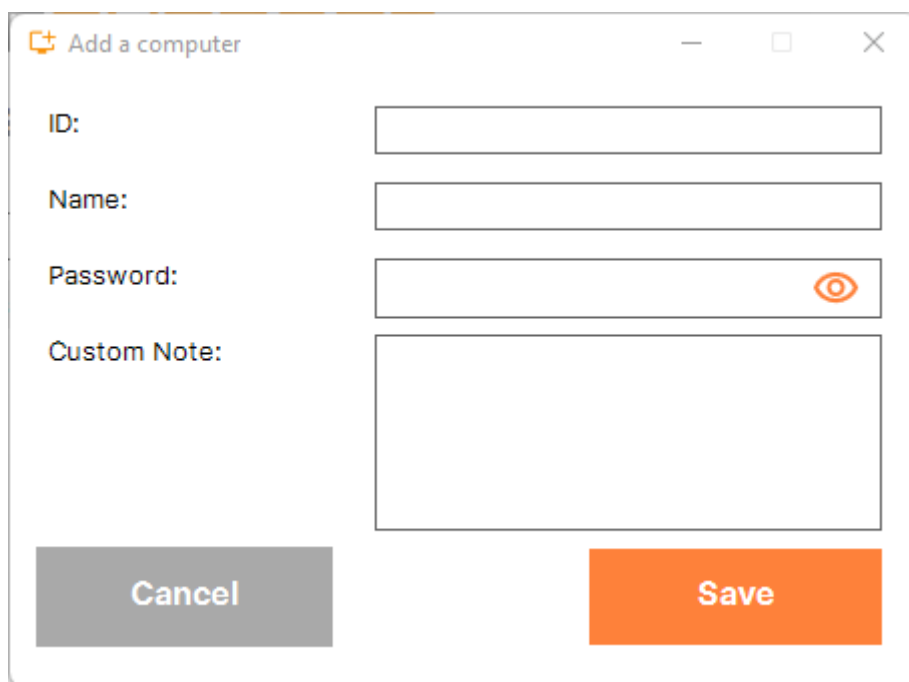 Add a computer
ID:
Name:
Password:
Custom Note:
Cancel
Save